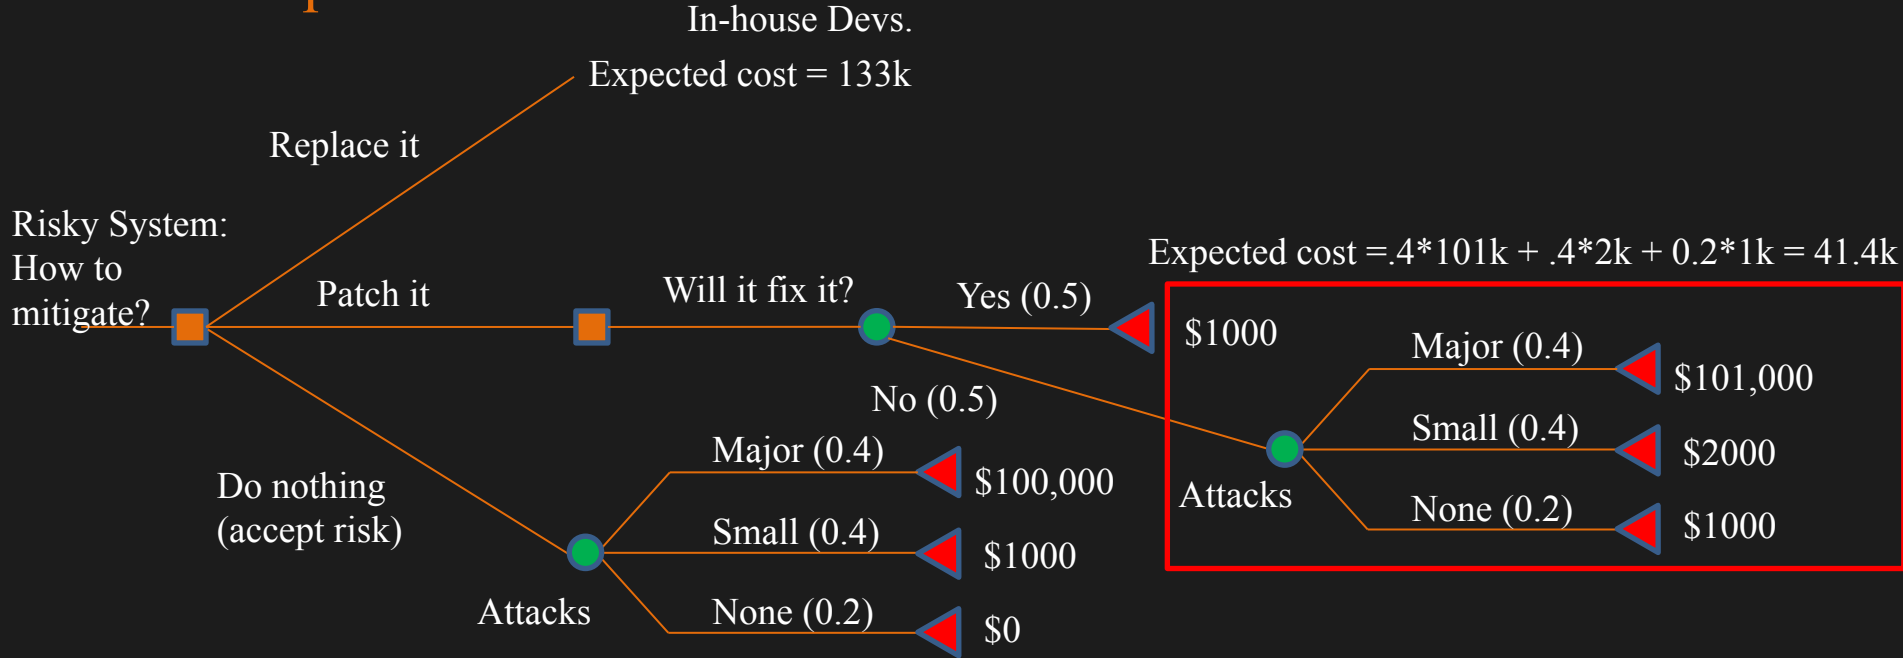 In-house Devs.
Expected cost = 133k
Replace it
Risky System:
How to
mitigate?
Patch it
Will it fix it?
Yes (0.5)
$1000
No (0.5)
Expected cost =.4*101k + .4*2k + 0.2*1k = 41.4k
Attacks
Major (0.4)
$101,000
Small (0.4)
$2000
None (0.2)
$1000
Do nothing
(accept risk)
Attacks
Major (0.4)
$100,000
Small (0.4)
$1000
None (0.2)
$0